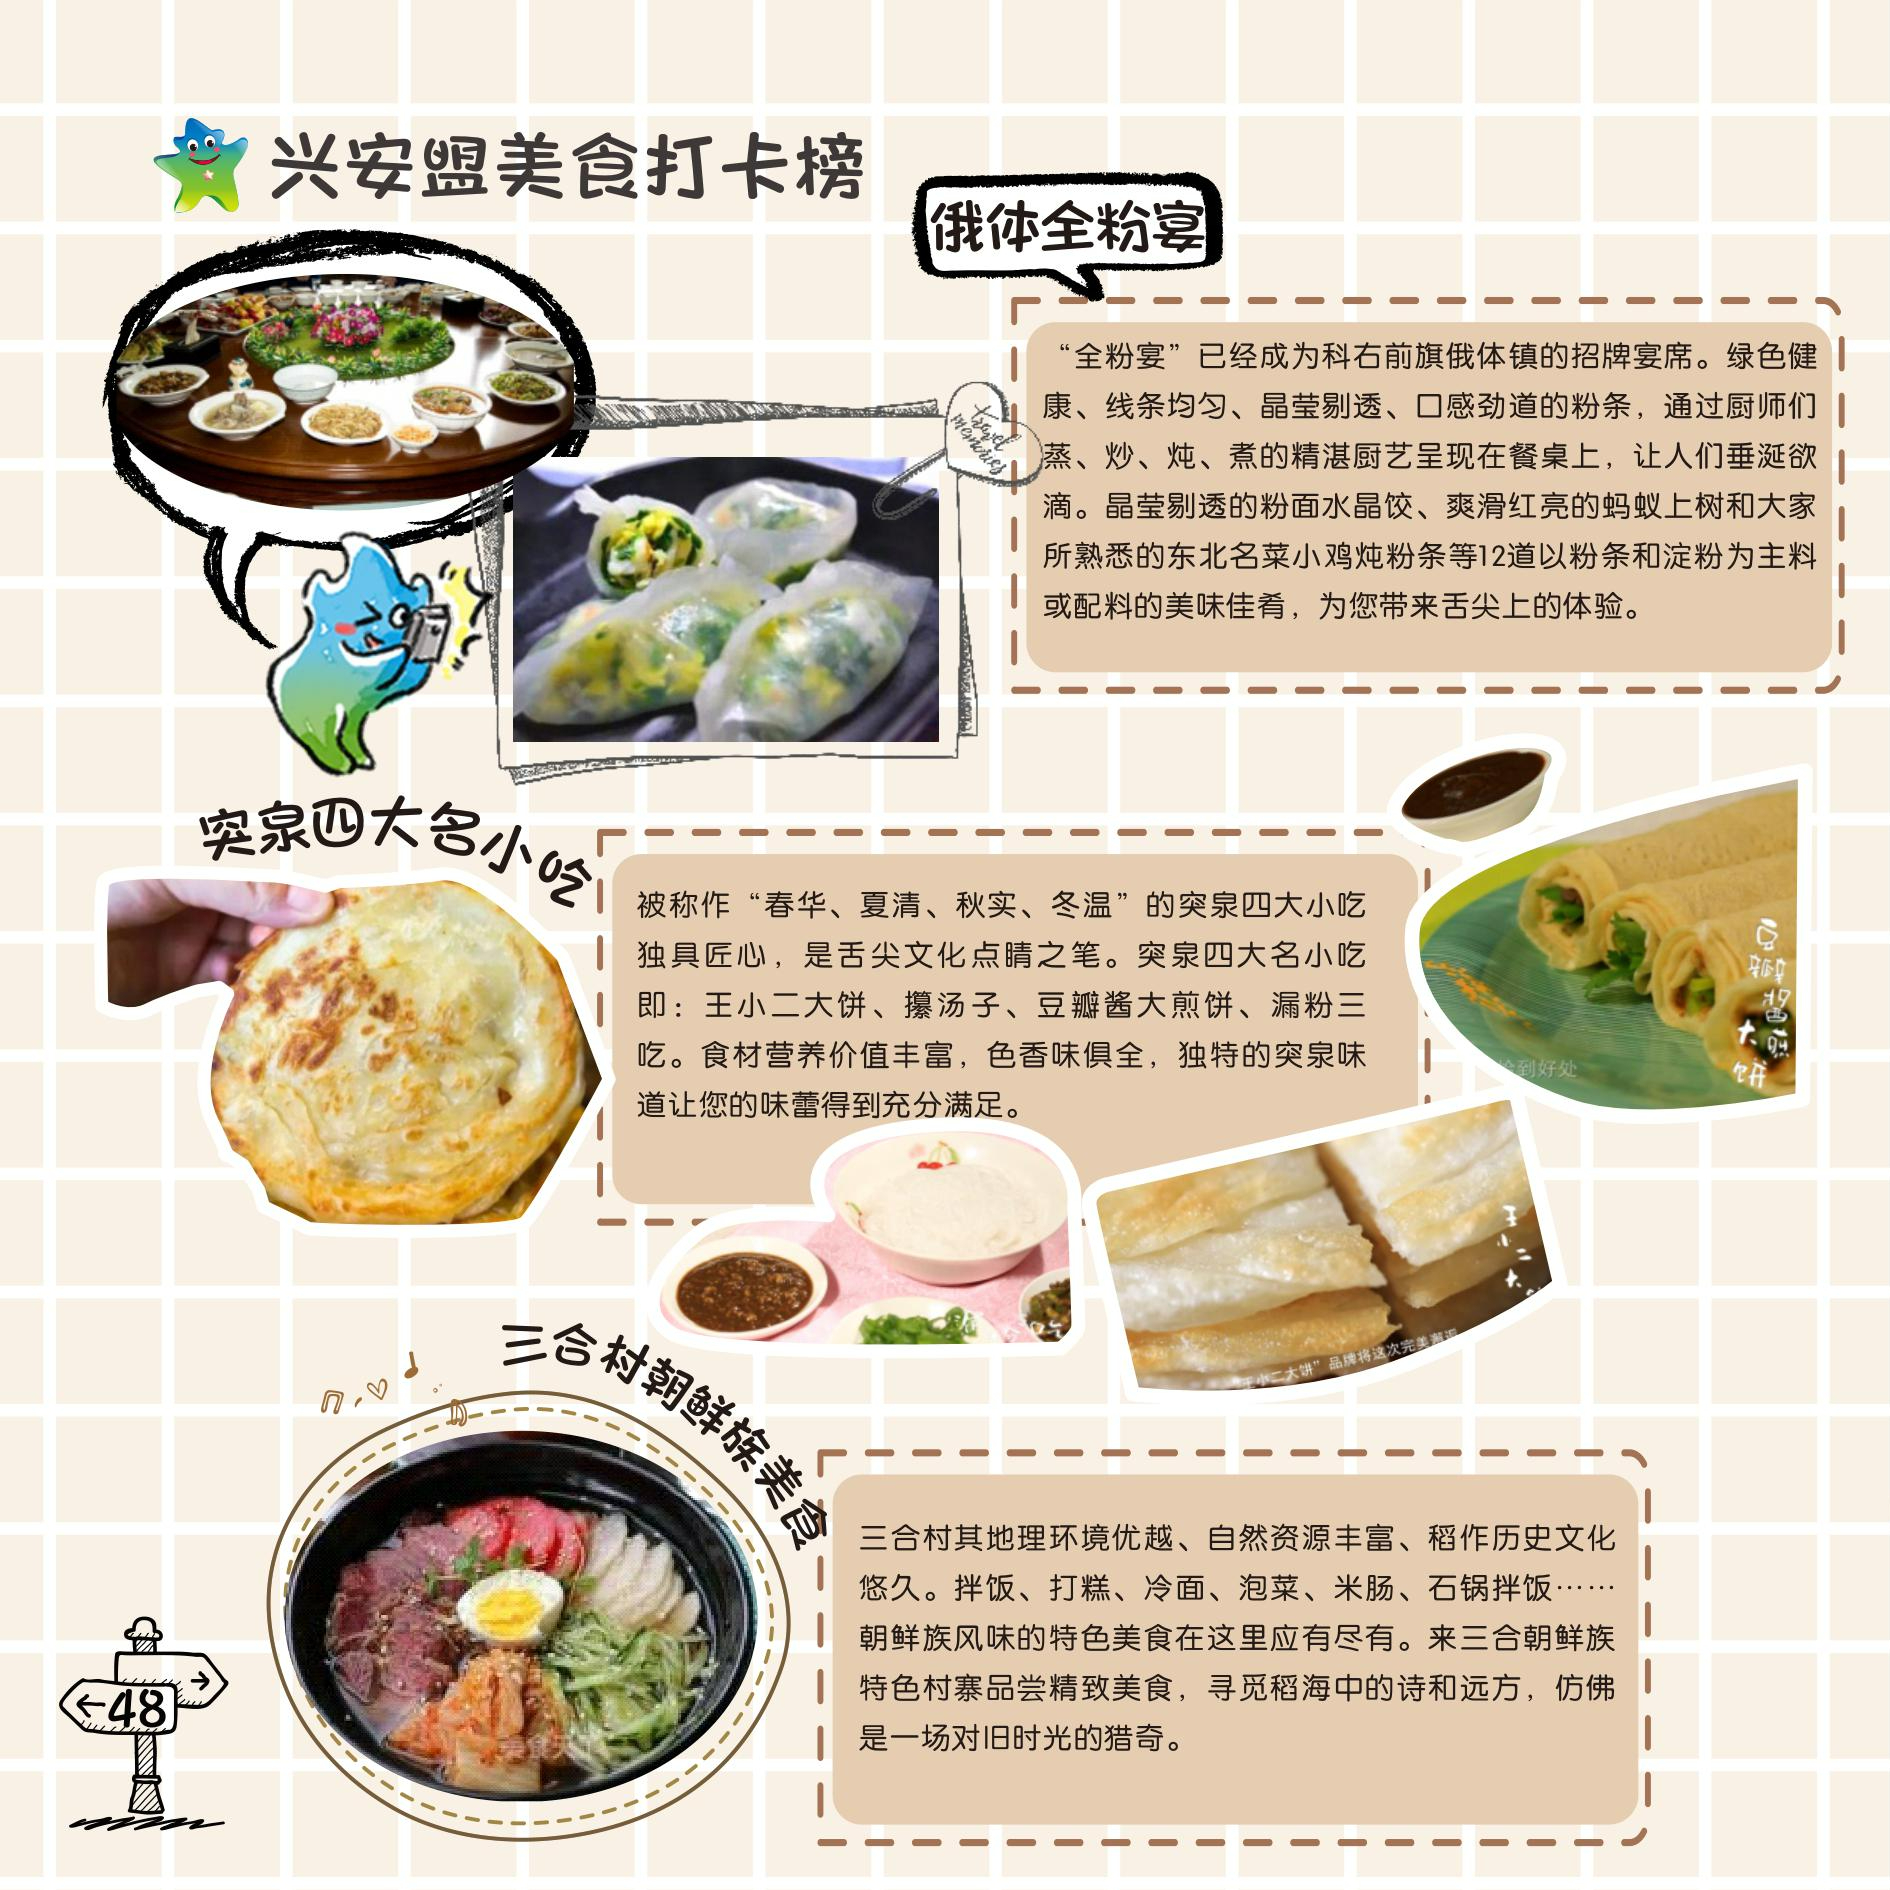 兴安盟美食打卡榜
俄体全粉宴
“全粉宴”已经成为科右前旗俄体镇的招牌宴席。绿色健
康、线条均匀、晶莹剔透、口感劲道的粉条，通过厨师们
蒸、炒、炖、煮的精湛厨艺呈现在餐桌上，让人们垂涎欲
滴。晶莹剔透的粉面水晶饺、爽滑红亮的蚂蚁上树和大家
所熟悉的东北名菜小鸡炖粉条等12道以粉条和淀粉为主料
或配料的美味佳肴，为您带来舌尖上的体验。
travel
memories
突泉四大名小吃
被称作“春华、夏清、秋实、冬温”的突泉四大小吃
独具匠心，是舌尖文化点睛之笔。突泉四大名小吃
即：王小二大饼、攥汤子、豆瓣酱大煎饼、漏粉三
吃。食材营养价值丰富，色香味俱全，独特的突泉味
道让您的味蕾得到充分满足。
豆瓣酱
大煎
饼
恰到好处
王小二大
“王小二大饼”品牌将这次完美邂逅
三合村朝鲜族美食
三合村其地理环境优越、自然资源丰富、稻作历史文化
悠久。拌饭、打糕、冷面、泡菜、米肠、石锅拌饭……
朝鲜族风味的特色美食在这里应有尽有。来三合朝鲜族
特色村寨品尝精致美食，寻觅稻海中的诗和远方，仿佛
是一场对旧时光的猎奇。
48